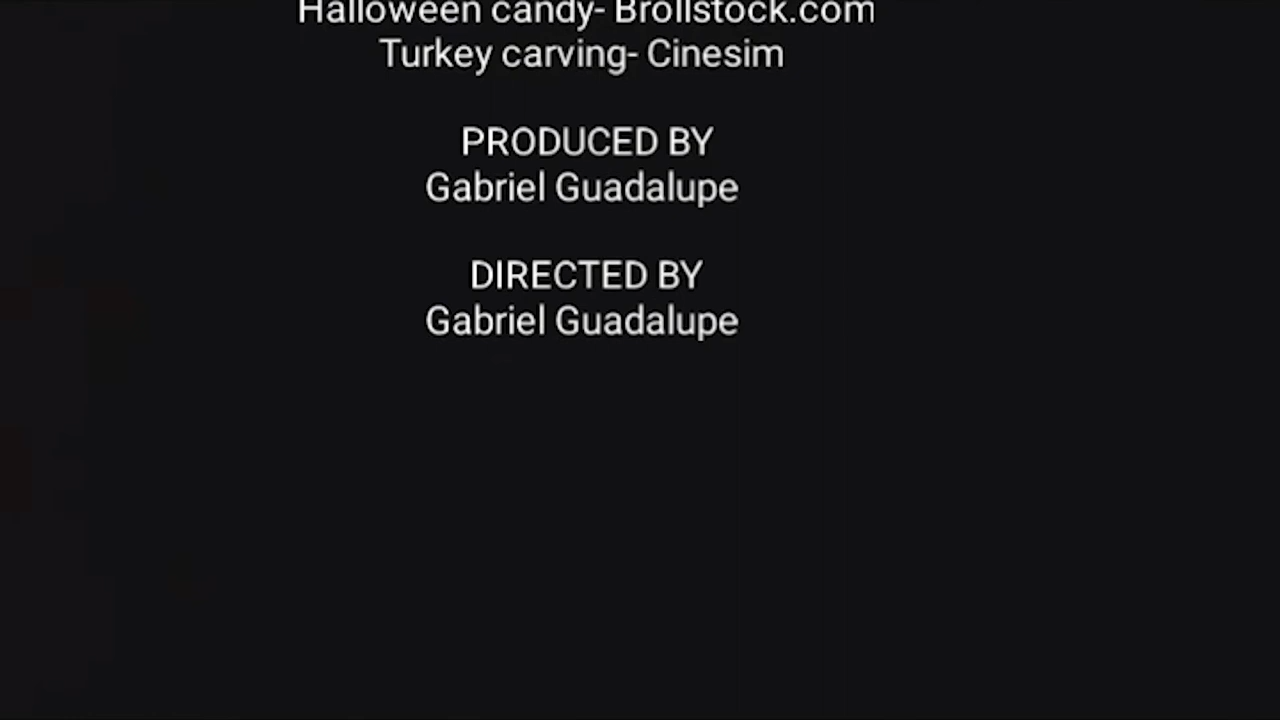 Halloween candy- Brollstock.com
Turkey carving- Cinesim
PRODUCED BY
Gabriel Guadalupe
DIRECTED BY
Gabriel Guadalupe